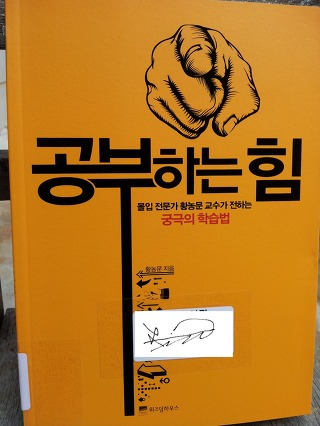 공부하는 힘
몰입 전문가 황농문 교수가 전하는
궁극의 학습법
황농문 지음
위즈덤하우스